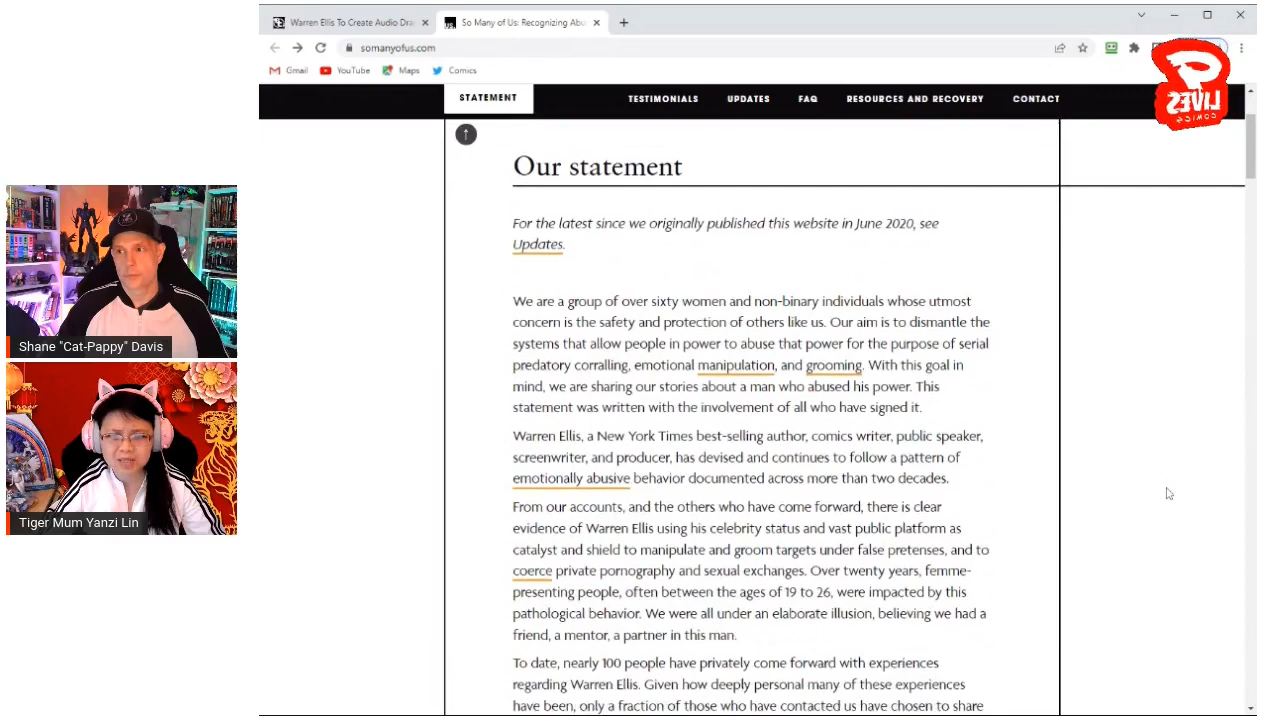 Warren Ellis To Create Audio Dra
So Many of Us: Recognizing Abu
somanyofus.com
Gmail
YouTube
Maps
Comics
STATEMENT
TESTIMONIALS
UPDATES
FAQ
RESOURCES AND RECOVERY
CONTACT
LIVES
COMICS
Our statement
For the latest since we originally published this website in June 2020, see
Updates.
We are a group of over sixty women and non-binary individuals whose utmost
concern is the safety and protection of others like us. Our aim is to dismantle the
systems that allow people in power to abuse that power for the purpose of serial
predatory corralling, emotional manipulation, and grooming. With this goal in
mind, we are sharing our stories about a man who abused his power. This
statement was written with the involvement of all who have signed it.
Warren Ellis, a New York Times best-selling author, comics writer, public speaker,
screenwriter, and producer, has devised and continues to follow a pattern of
emotionally abusive behavior documented across more than two decades.
From our accounts, and the others who have come forward, there is clear
evidence of Warren Ellis using his celebrity status and vast public platform as
catalyst and shield to manipulate and groom targets under false pretenses, and to
coerce private pornography and sexual exchanges. Over twenty years, femme-
presenting people, often between the ages of 19 to 26, were impacted by this
pathological behavior. We were all under an elaborate illusion, believing we had a
friend, a mentor, a partner in this man.
To date, nearly 100 people have privately come forward with experiences
regarding Warren Ellis. Given how deeply personal many of these experiences
have been, only a fraction of those who have contacted us have chosen to share
Shane "Cat-Pappy" Davis
Tiger Mum Yanzi Lin